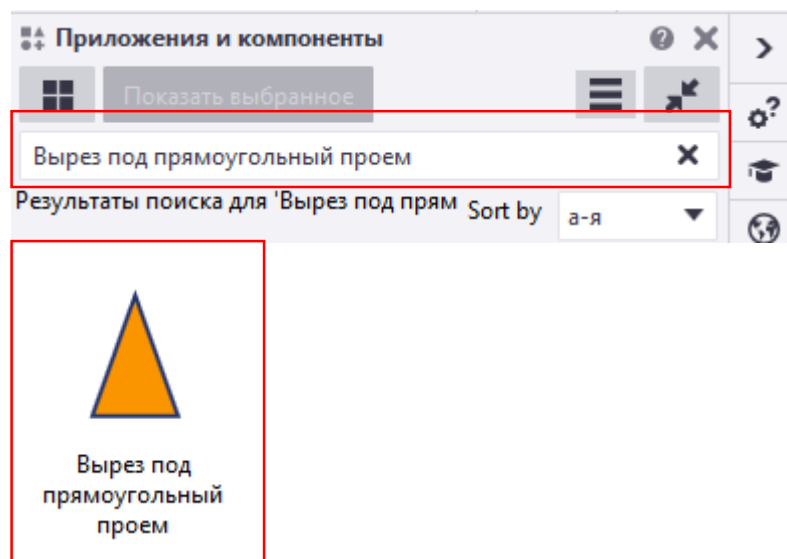 Приложения и компоненты
Показать выбранное
Вырез под прямоугольный проем
Результаты поиска для 'Вырез под прям Sort by а-я
Вырез под
прямоугольный
проем